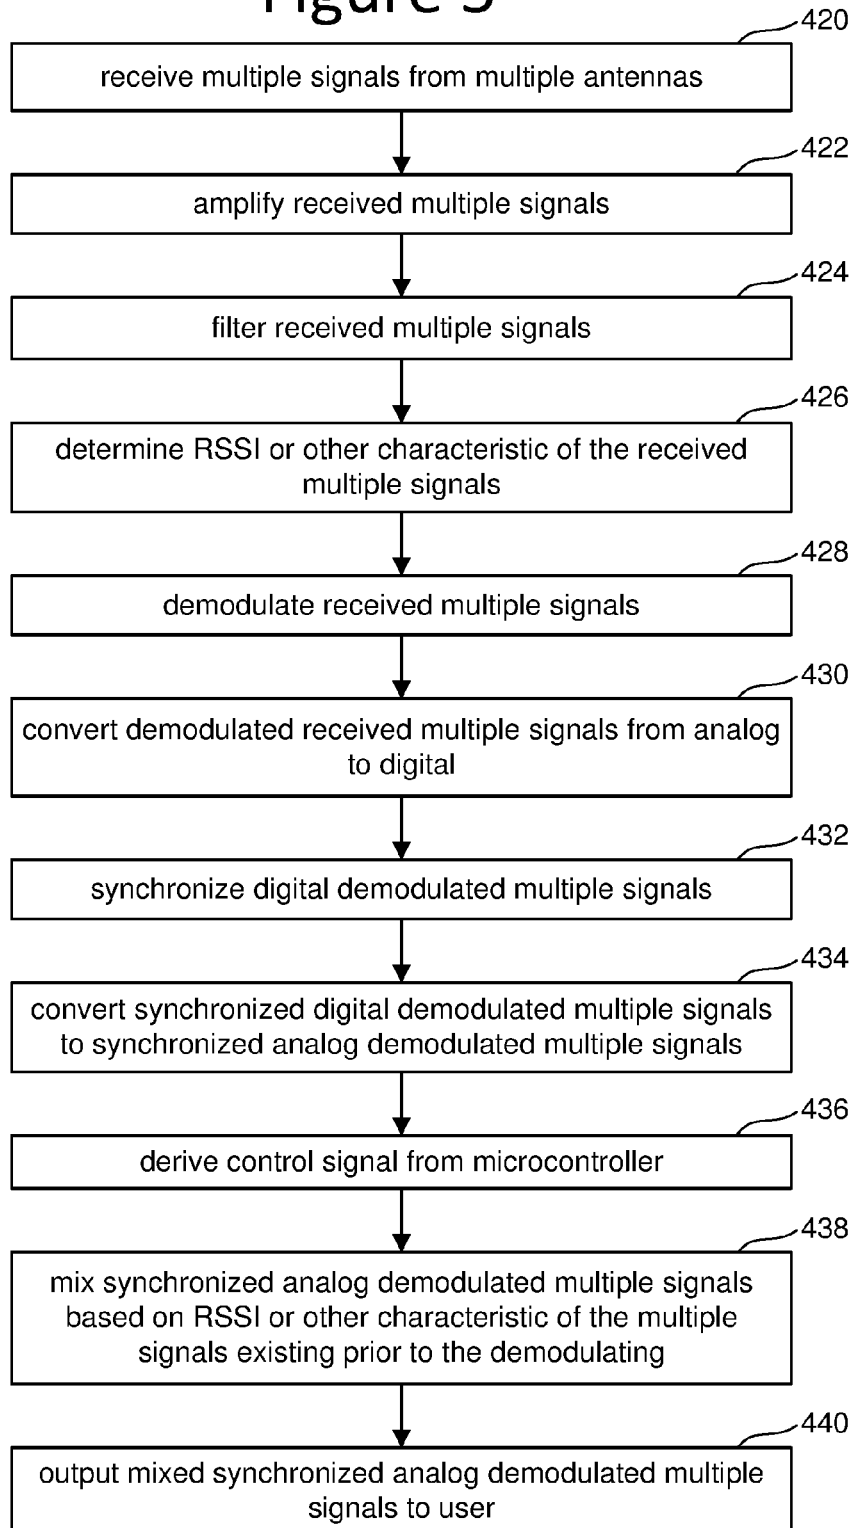 Figure 5
420
receive multiple signals from multiple antennas
422
amplify received multiple signals
424
filter received multiple signals
426
determine RSSI or other characteristic of the received
multiple signals
428
demodulate received multiple signals
430
convert demodulated received multiple signals from analog
to digital
432
synchronize digital demodulated multiple signals
434
convert synchronized digital demodulated multiple signals
to synchronized analog demodulated multiple signals
436
derive control signal from microcontroller
438
mix synchronized analog demodulated multiple signals
based on RSSI or other characteristic of the multiple
signals existing prior to the demodulating
440
output mixed synchronized analog demodulated multiple
signals to user